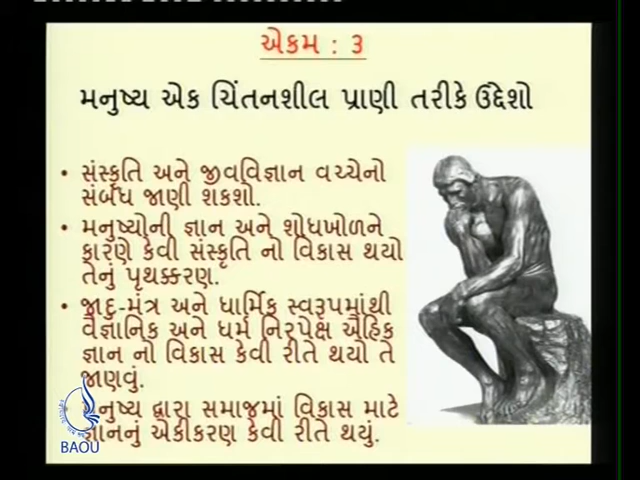 એકમ : ૩
મનુષ્ય એક ચિંતનશીલ પ્રાણી તરીકે ઉદ્દેશો
• સંસ્કૃતિ અને જીવવિજ્ઞાન વચ્ચેનો
સંબંધ જાણી શકશો.
• મનુષ્યોની જ્ઞાન અને શોધખોળને
કારણે કેવી સંસ્કૃતિ નો વિકાસ થયો
તેનું પૃથક્કરણ.
• જાદુ-મંત્ર અને ધાર્મિક સ્વરૂપમાંથી
વૈજ્ઞાનિક અને ધર્મ નિરપેક્ષ ઐહિક
જ્ઞાન નો વિકાસ કેવી રીતે થયો તે
જાણવું.
મનુષ્ય દ્વારા સમાજમાં વિકાસ માટે
જ્ઞાનનું એકીકરણ કેવી રીતે થયું.
BAOU